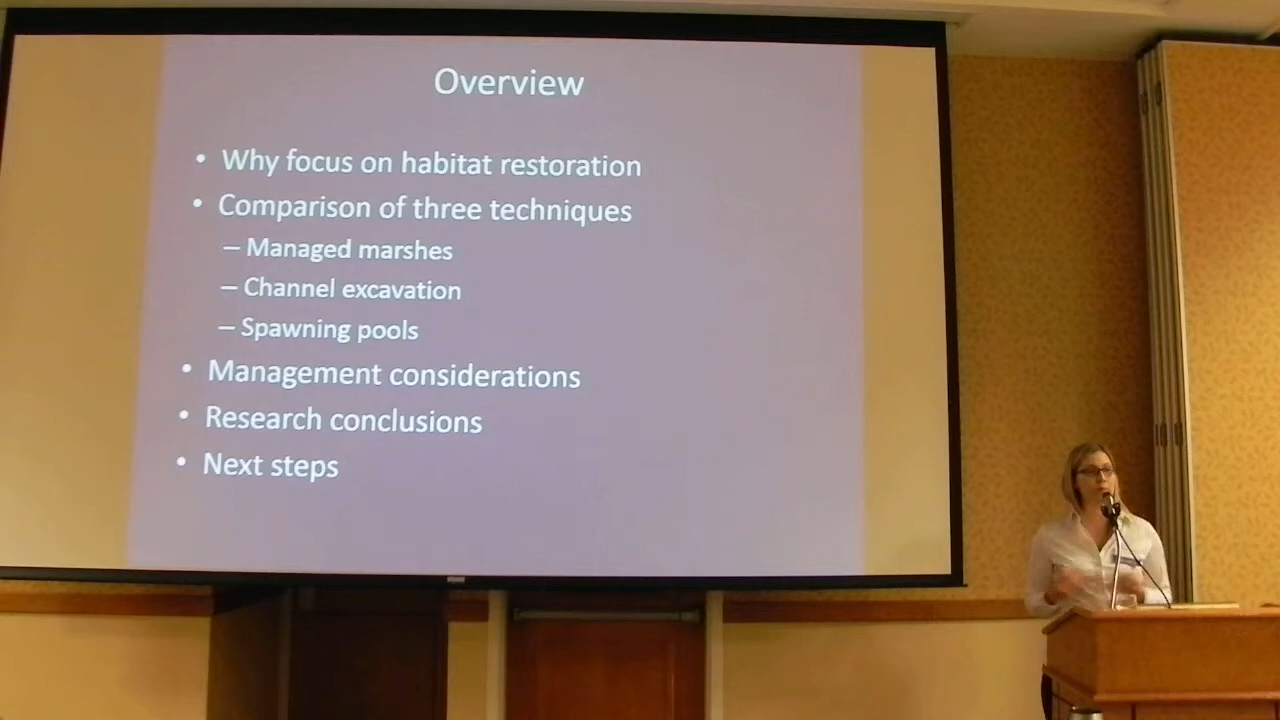 Overview
• Why focus on habitat restoration
• Comparison of three techniques
– Managed marshes
– Channel excavation
– Spawning pools
• Management considerations
• Research conclusions
• Next steps